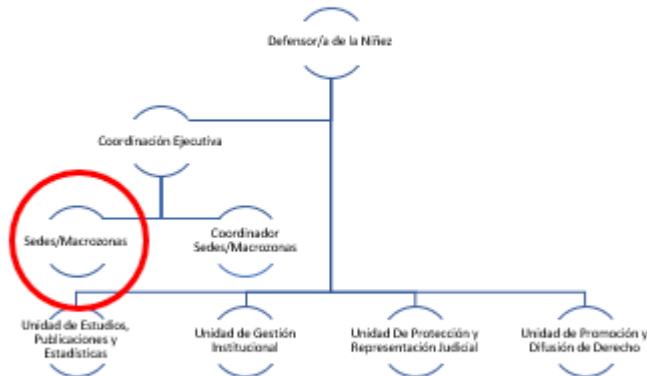 Defensor/a de la Niñez
Coordinación Ejecutiva
Sedes/Macrozonas
Coordinador
Sedes/Macrozonas
Unidad de Estudios,
Publicaciones y
Estadísticas
Unidad de Gestión
Institucional
Unidad De Protección y
Representación Judicial
Unidad de Promoción y
Difusión de Derecho